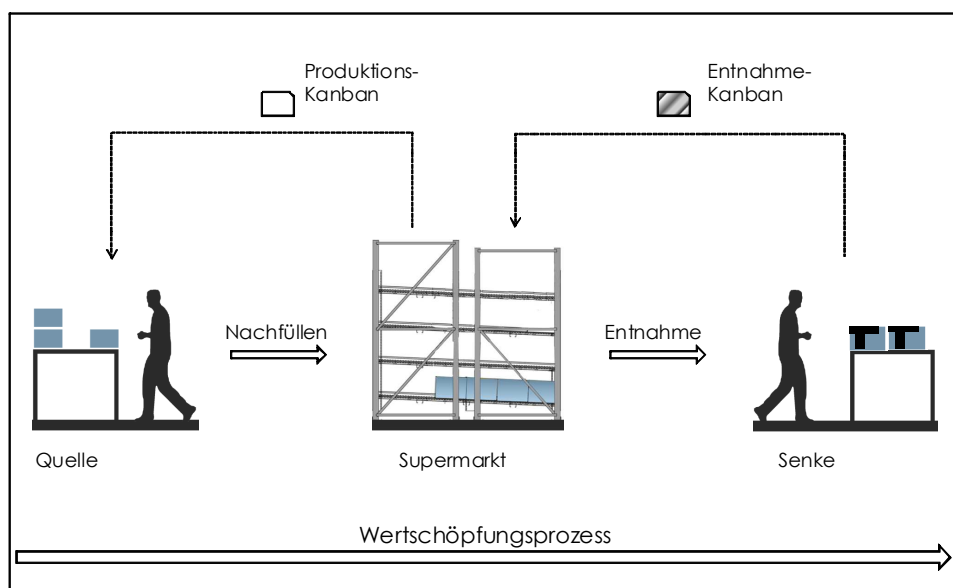 Produktions-
Kanban
Entnahme-
Kanban
Nachfüllen
Entnahme
Quelle
Supermarkt
Senke
Wertschöpfungsprozess